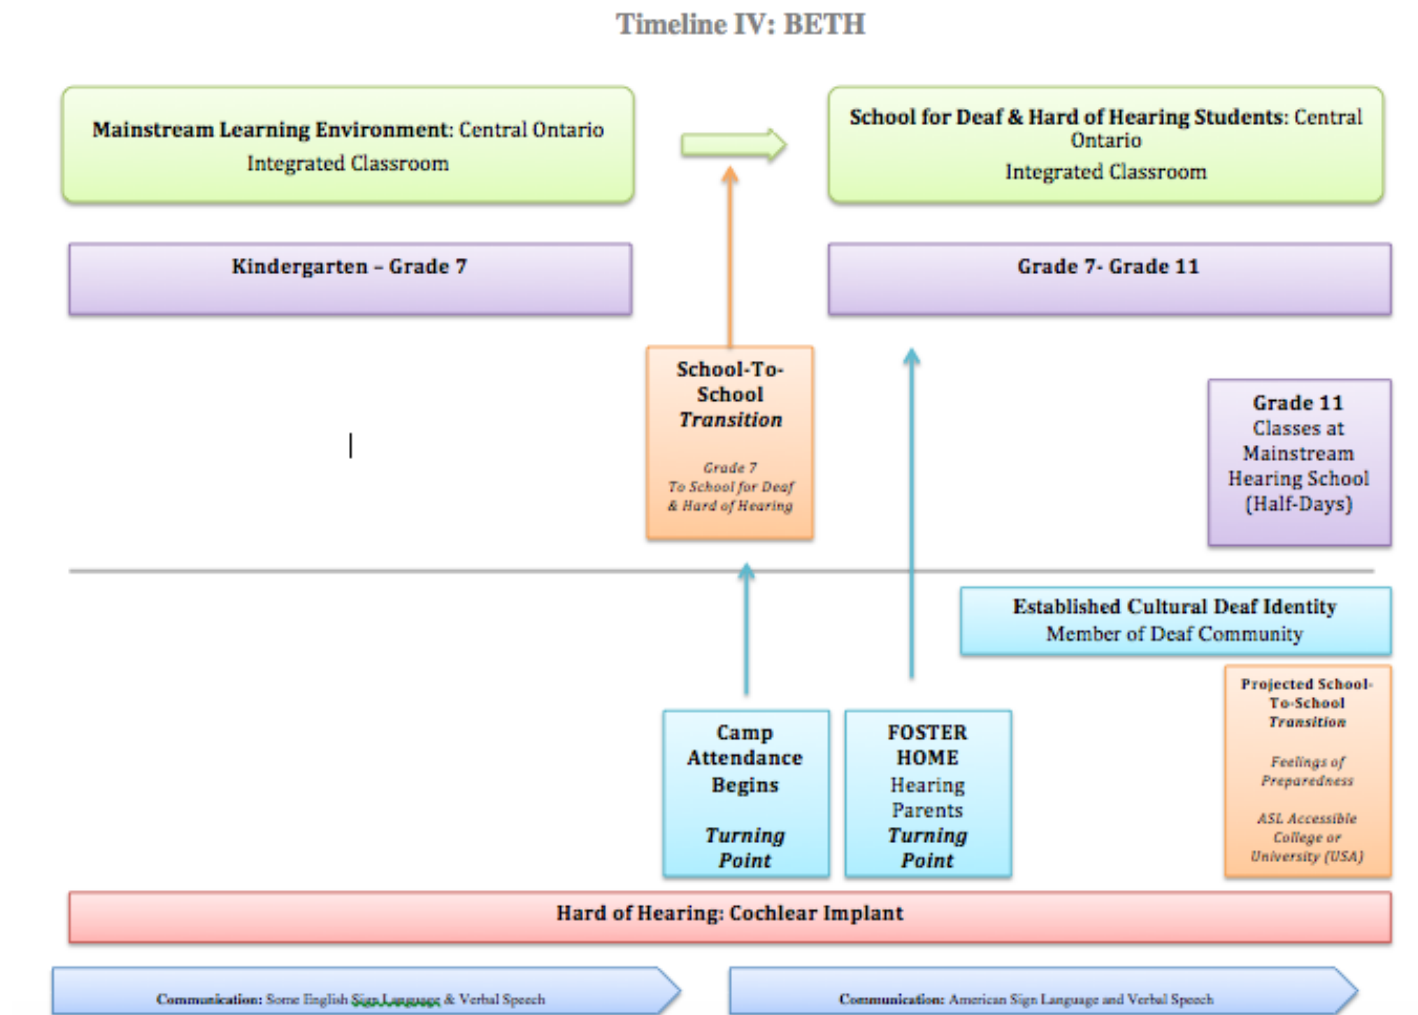 Timeline IV: BETH
Mainstream Learning Environment: Central Ontario
Integrated Classroom
School for Deaf & Hard of Hearing Students: Central
Ontario
Integrated Classroom
Kindergarten – Grade 7
Grade 7- Grade 11
School-To-
School
Transition
Grade 7
To School for Deaf
& Hard of Hearing
Grade 11
Classes at
Mainstream
Hearing School
(Half-Days)
Established Cultural Deaf Identity
Member of Deaf Community
Camp
Attendance
Begins
Turning
Point
FOSTER
HOME
Hearing
Parents
Turning
Point
Projected School-
To-School
Transition
Feelings of
Preparedness
ASL Accessible
College or
University (USA)
Hard of Hearing: Cochlear Implant
Communication: Some English Sign Language & Verbal Speech
Communication: American Sign Language and Verbal Speech